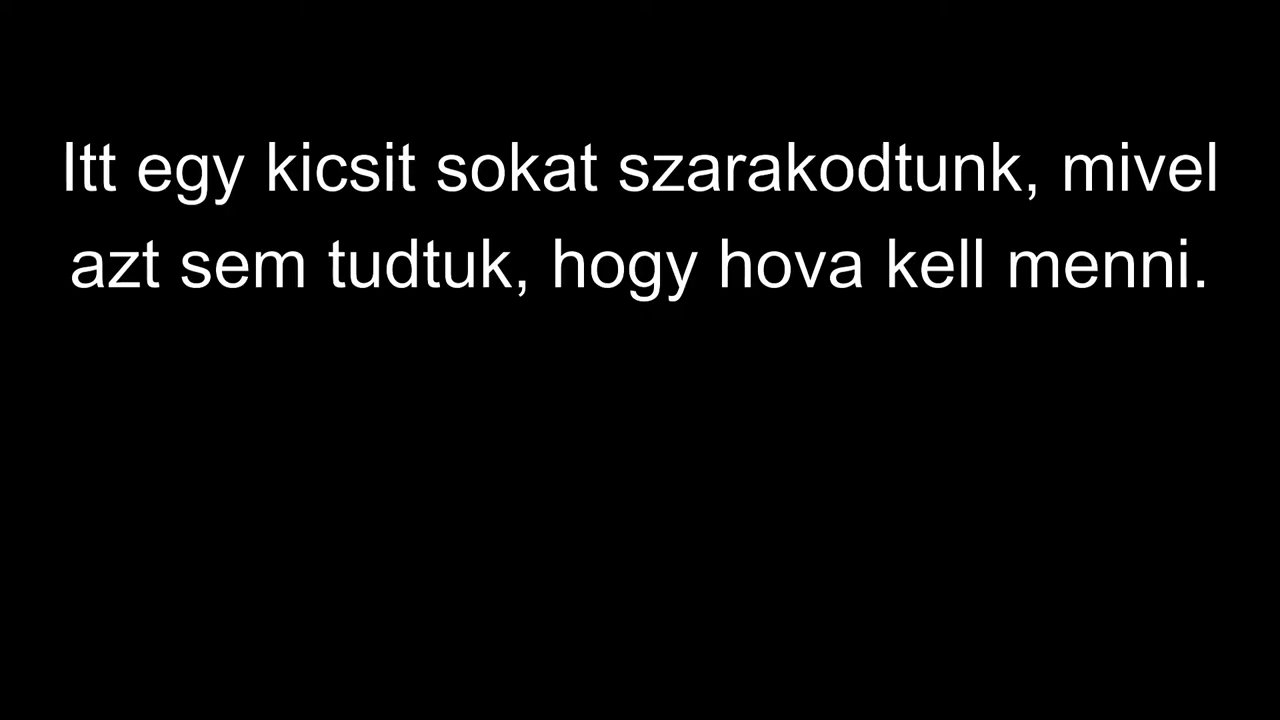 Itt egy kicsit sokat szarakodtunk, mivel
azt sem tudtuk, hogy hova kell menni.